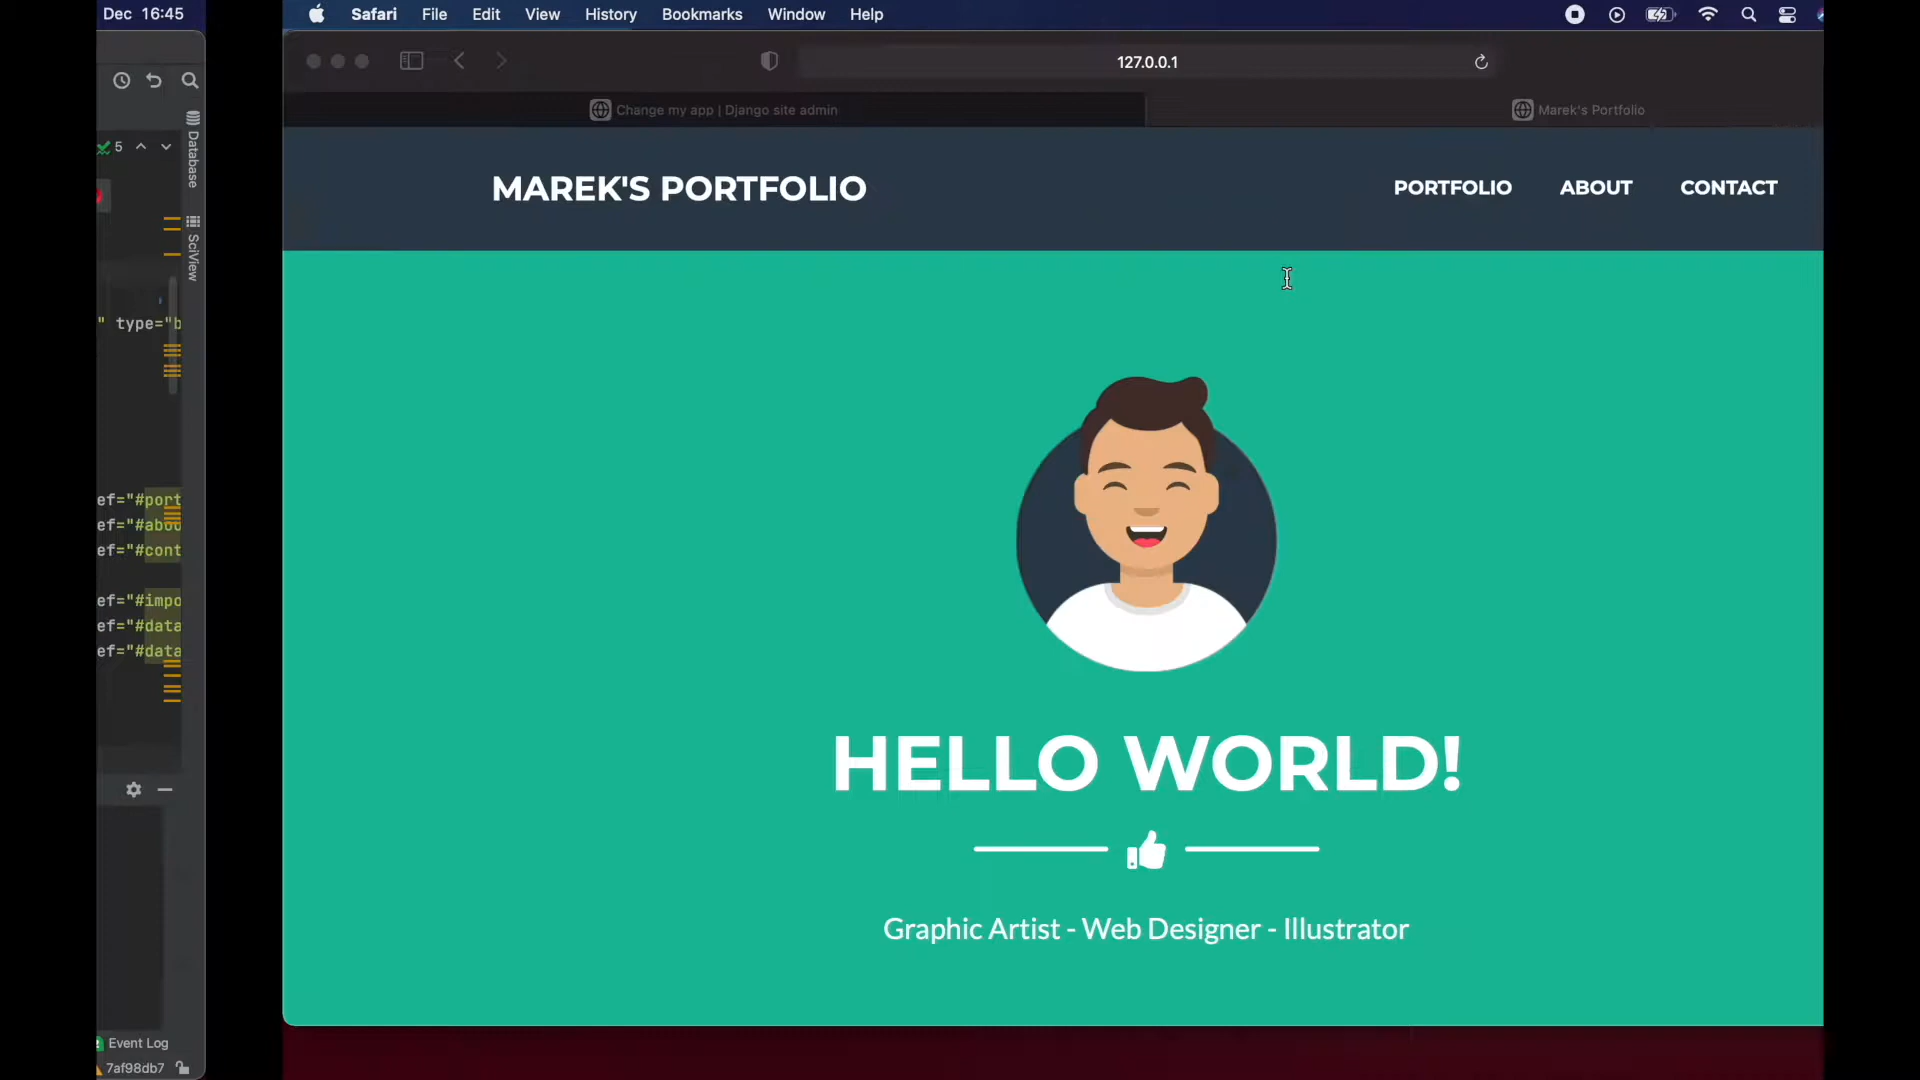 Dec 16:45
Safari File Edit View History Bookmarks Window Help
127.0.0.1
Change my app | Django site admin
Marek's Portfolio
MAREK'S PORTFOLIO
PORTFOLIO ABOUT CONTACT
HELLO WORLD!
Graphic Artist - Web Designer - Illustrator
Database
SciView
5
" type="b
ef="#port
ef="#abou
ef="#cont
ef="#impo
ef="#data
ef="#data
Event Log
7af98db7